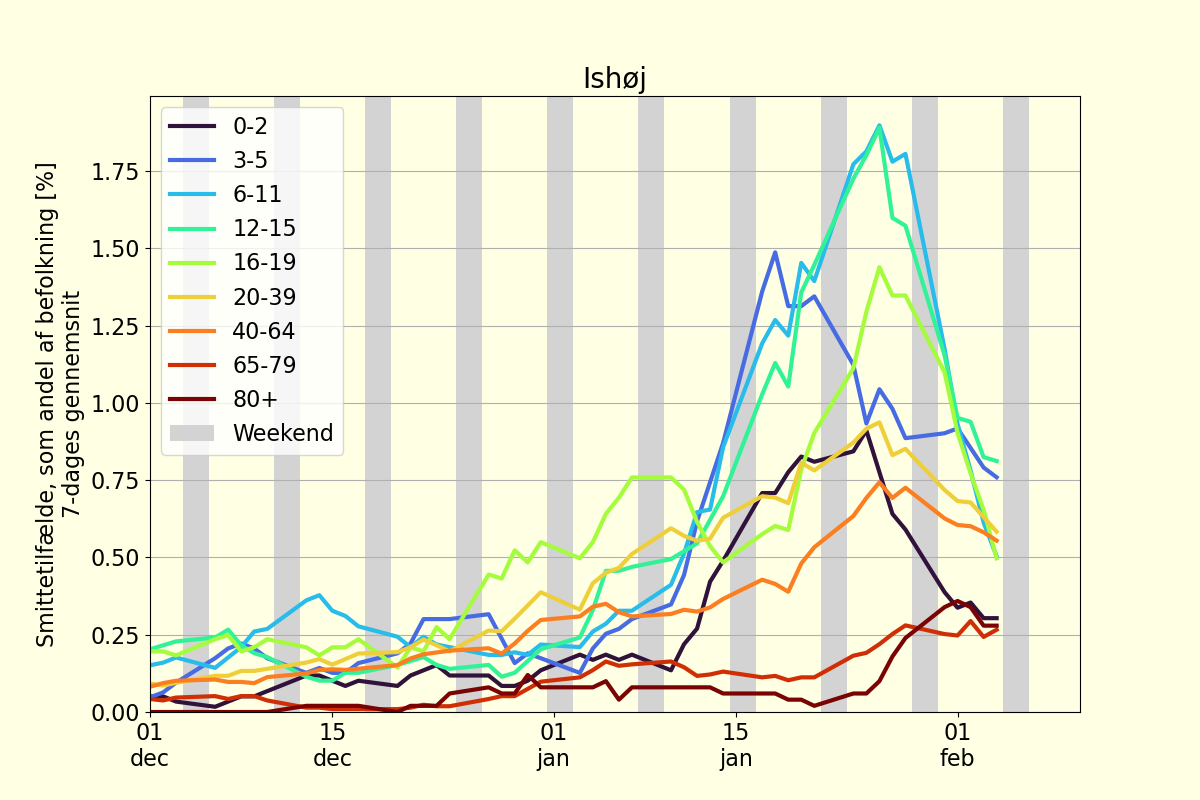 Ishøj
Smittetilfælde, som andel af befolkning [%]
7-dages gennemsnit
1.75
1.50
1.25
1.00
0.75
0.50
0.25
0.00
0-2
3-5
6-11
12-15
16-19
20-39
40-64
65-79
80+
Weekend
01 15 01 15 01
dec dec jan jan feb